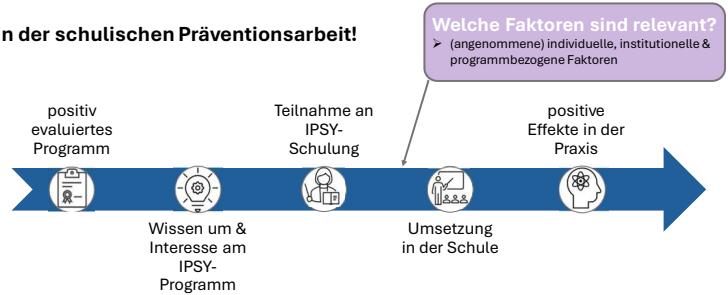 n der schulischen Präventionsarbeit!
Welche Faktoren sind relevant?
➢ (angenommene) individuelle, institutionelle &
programmbezogene Faktoren
positiv
evaluiertes
Programm
Wissen um &
Interesse am
IPSY-
Programm
Teilnahme an
IPSY-
Schulung
Umsetzung
in der Schule
positive
Effekte in der
Praxis